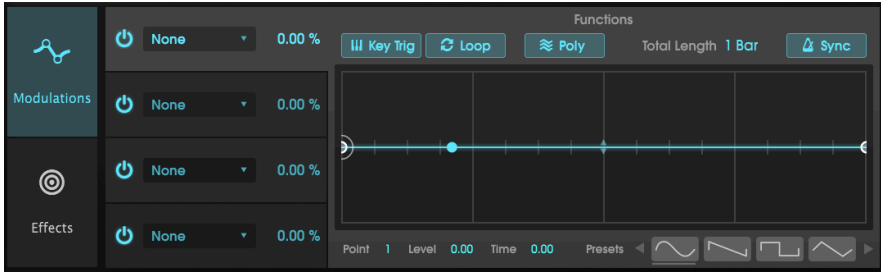 Functions
None 0.00 %
Key Trig Loop Poly Total Length 1 Bar Sync
Modulations
None 0.00 %
None 0.00 %
Effects
None 0.00 %
Point 1 Level 0.00 Time 0.00 Presets